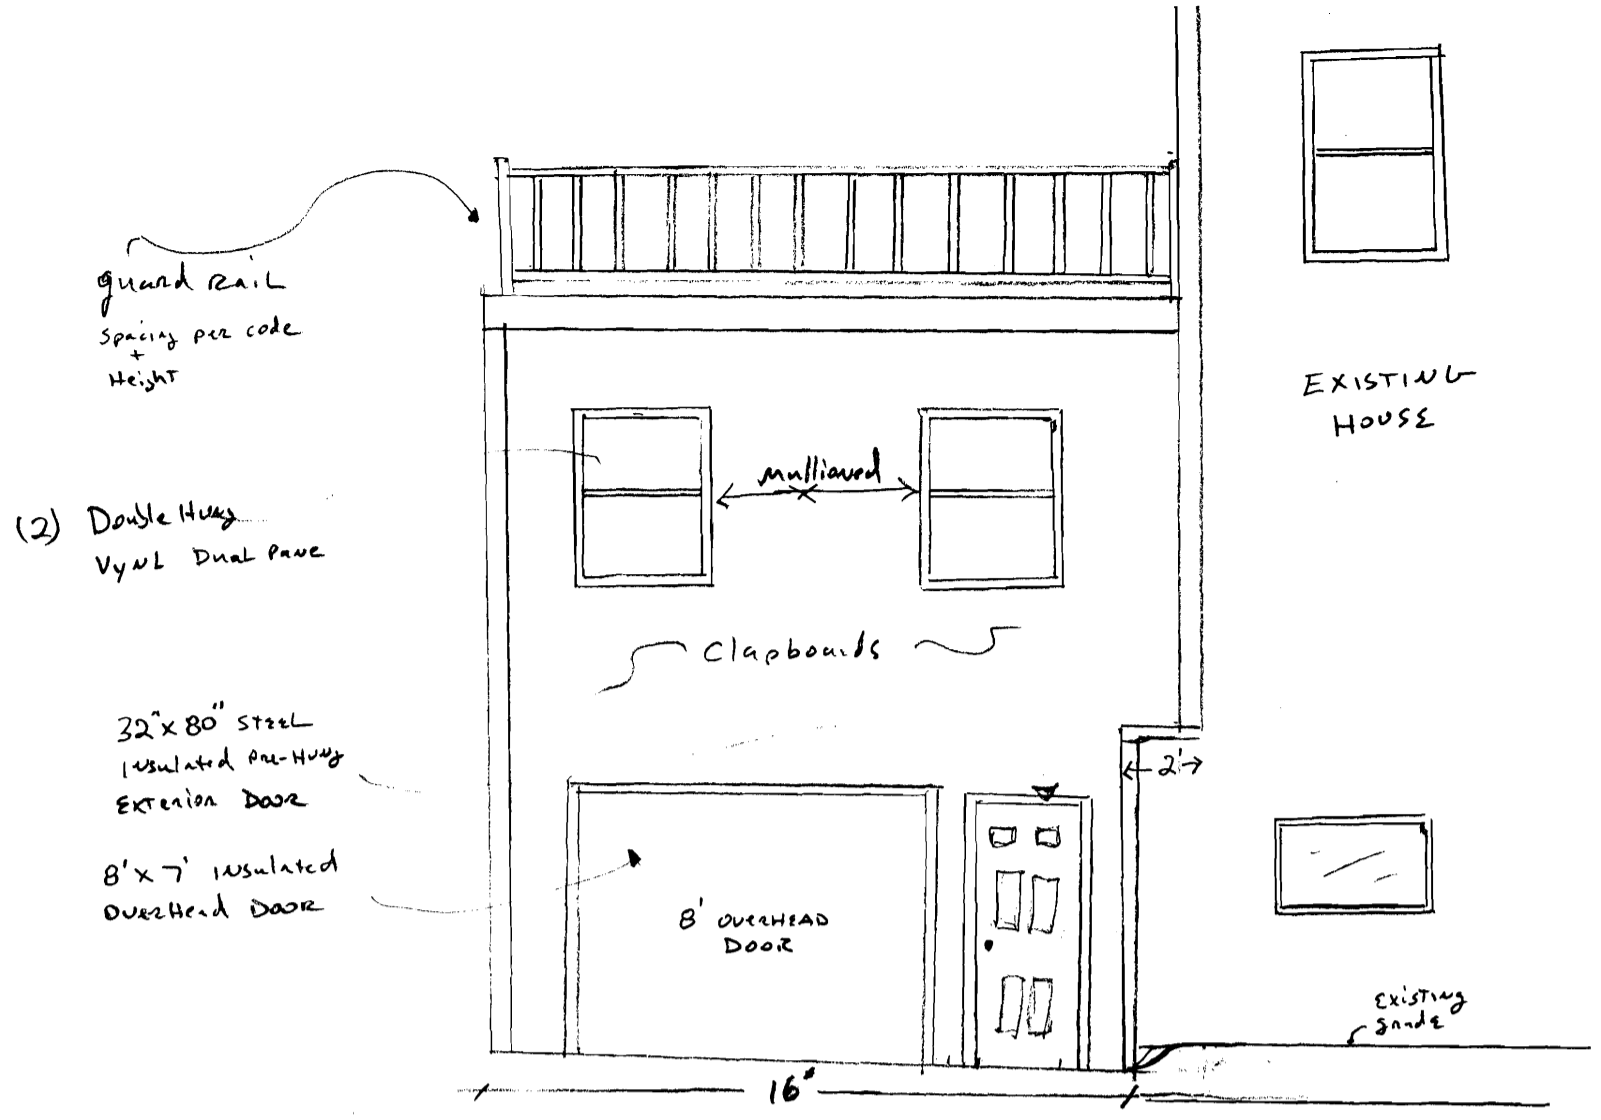 guard Rail
Spacing per code
+
Height
EXISTING
HOUSE
mullioned
(2) Double Hung
VyNL Dual Pane
Clapboards
32"x80" STEEL
Insulated Pre-Hung
Exterior Door
2'
8'x7' Insulated
OverHead Door
8' OVERHEAD
DOOR
Existing
grade
16'